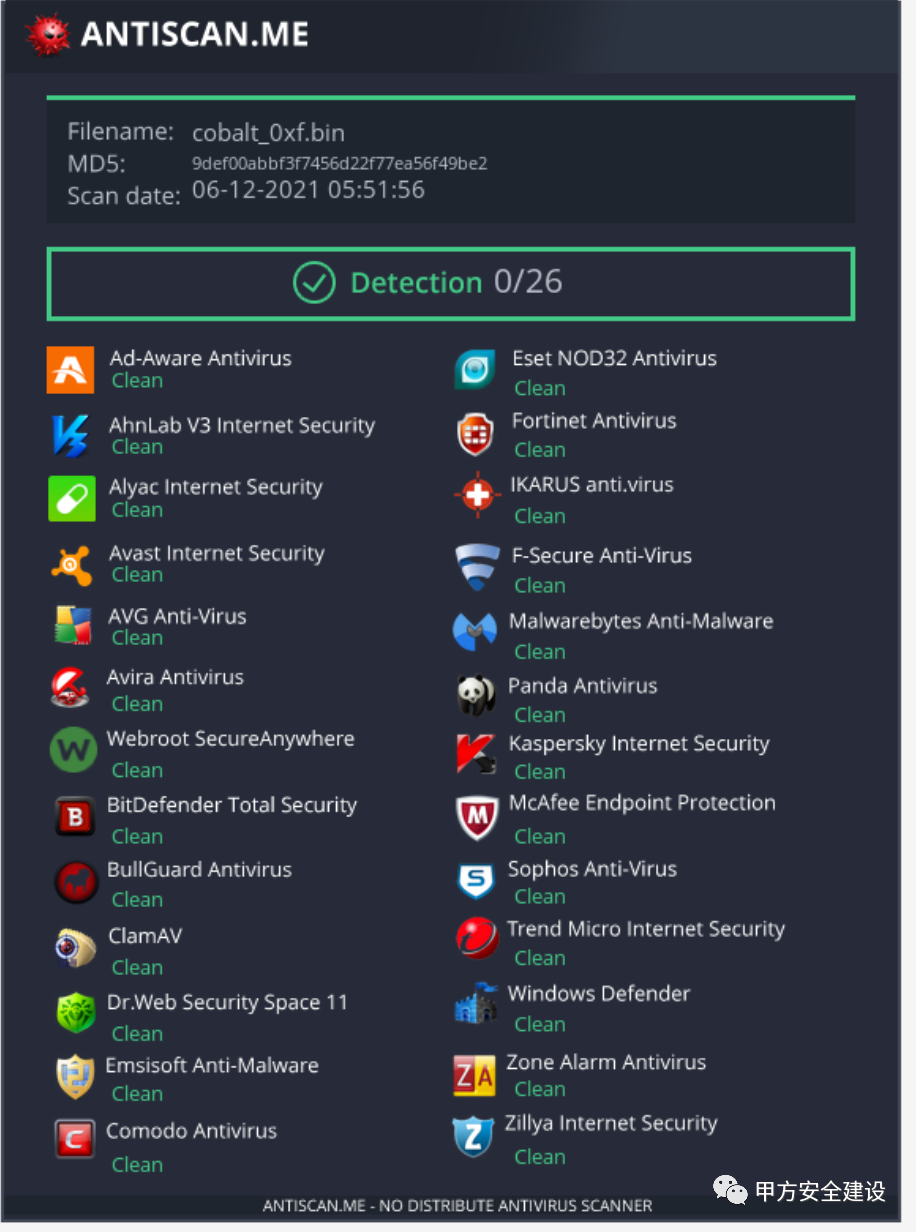 ANTISCAN.ME
Filename: cobalt_0xf.bin
MD5: 9def00abbf3f7456d22f77ea56f49be2
Scan date: 06-12-2021 05:51:56
Detection 0/26
Ad-Aware Antivirus
Clean
AhnLab V3 Internet Security
Clean
Alyac Internet Security
Clean
Avast Internet Security
Clean
AVG Anti-Virus
Clean
Avira Antivirus
Clean
Webroot SecureAnywhere
Clean
BitDefender Total Security
Clean
BullGuard Antivirus
Clean
ClamAV
Clean
Dr.Web Security Space 11
Clean
Emsisoft Anti-Malware
Clean
Comodo Antivirus
Clean
Eset NOD32 Antivirus
Clean
Fortinet Antivirus
Clean
IKARUS anti.virus
Clean
F-Secure Anti-Virus
Clean
Malwarebytes Anti-Malware
Clean
Panda Antivirus
Clean
Kaspersky Internet Security
Clean
McAfee Endpoint Protection
Clean
Sophos Anti-Virus
Clean
Trend Micro Internet Security
Clean
Windows Defender
Clean
Zone Alarm Antivirus
Clean
Zillya Internet Security
Clean
甲方安全建设
ANTISCAN.ME - NO DISTRIBUTE ANTIVIRUS SCANNER